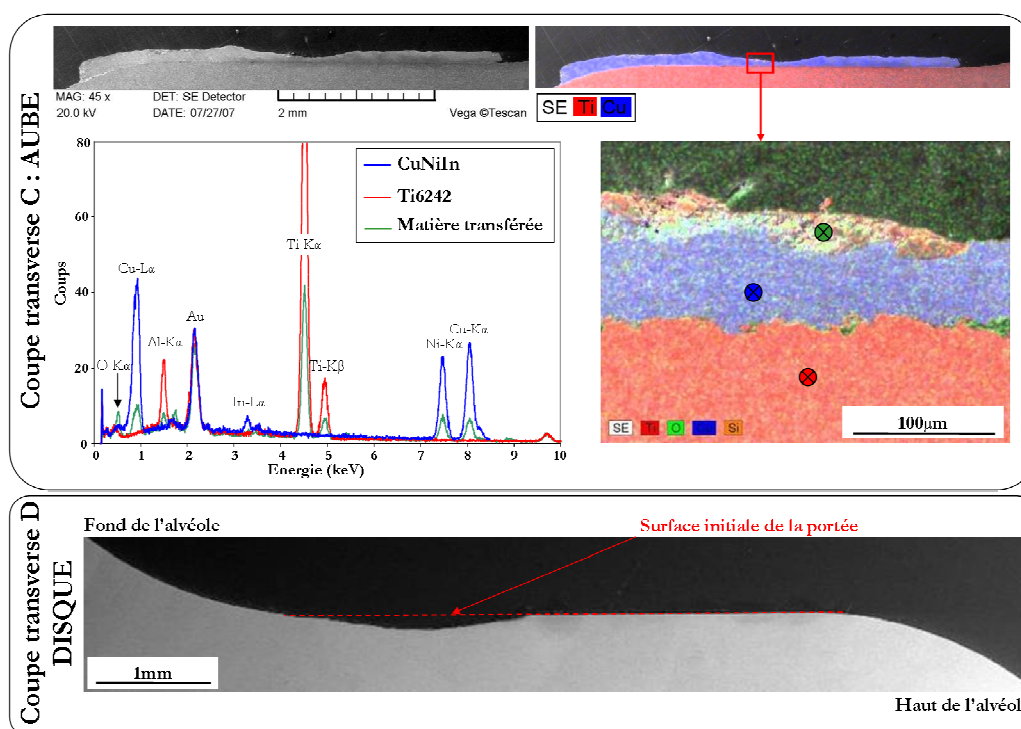 Coupe transverse C : AUBE
MAG: 45 x
DET: SE Detector
20.0 kV
DATE: 07/27/07
2 mm
Vega ©Tescan
SE Ti Cu
80
60
40
20
0
Coups
CuNiIn
Ti6242
Matière transférée
O Kα
Cu-Lα
Al-Kα
Au
In-Lα
Ti-Kα
Ti-Kβ
Ni-Kα
Cu-Kα
0 1 2 3 4 5 6 7 8 9 10
Energie (keV)
SE Ti O Cu Si
100μm
Coupe transverse D
DISQUE
Fond de l'alvéole
Surface initiale de la portée
1mm
Haut de l'alvéol